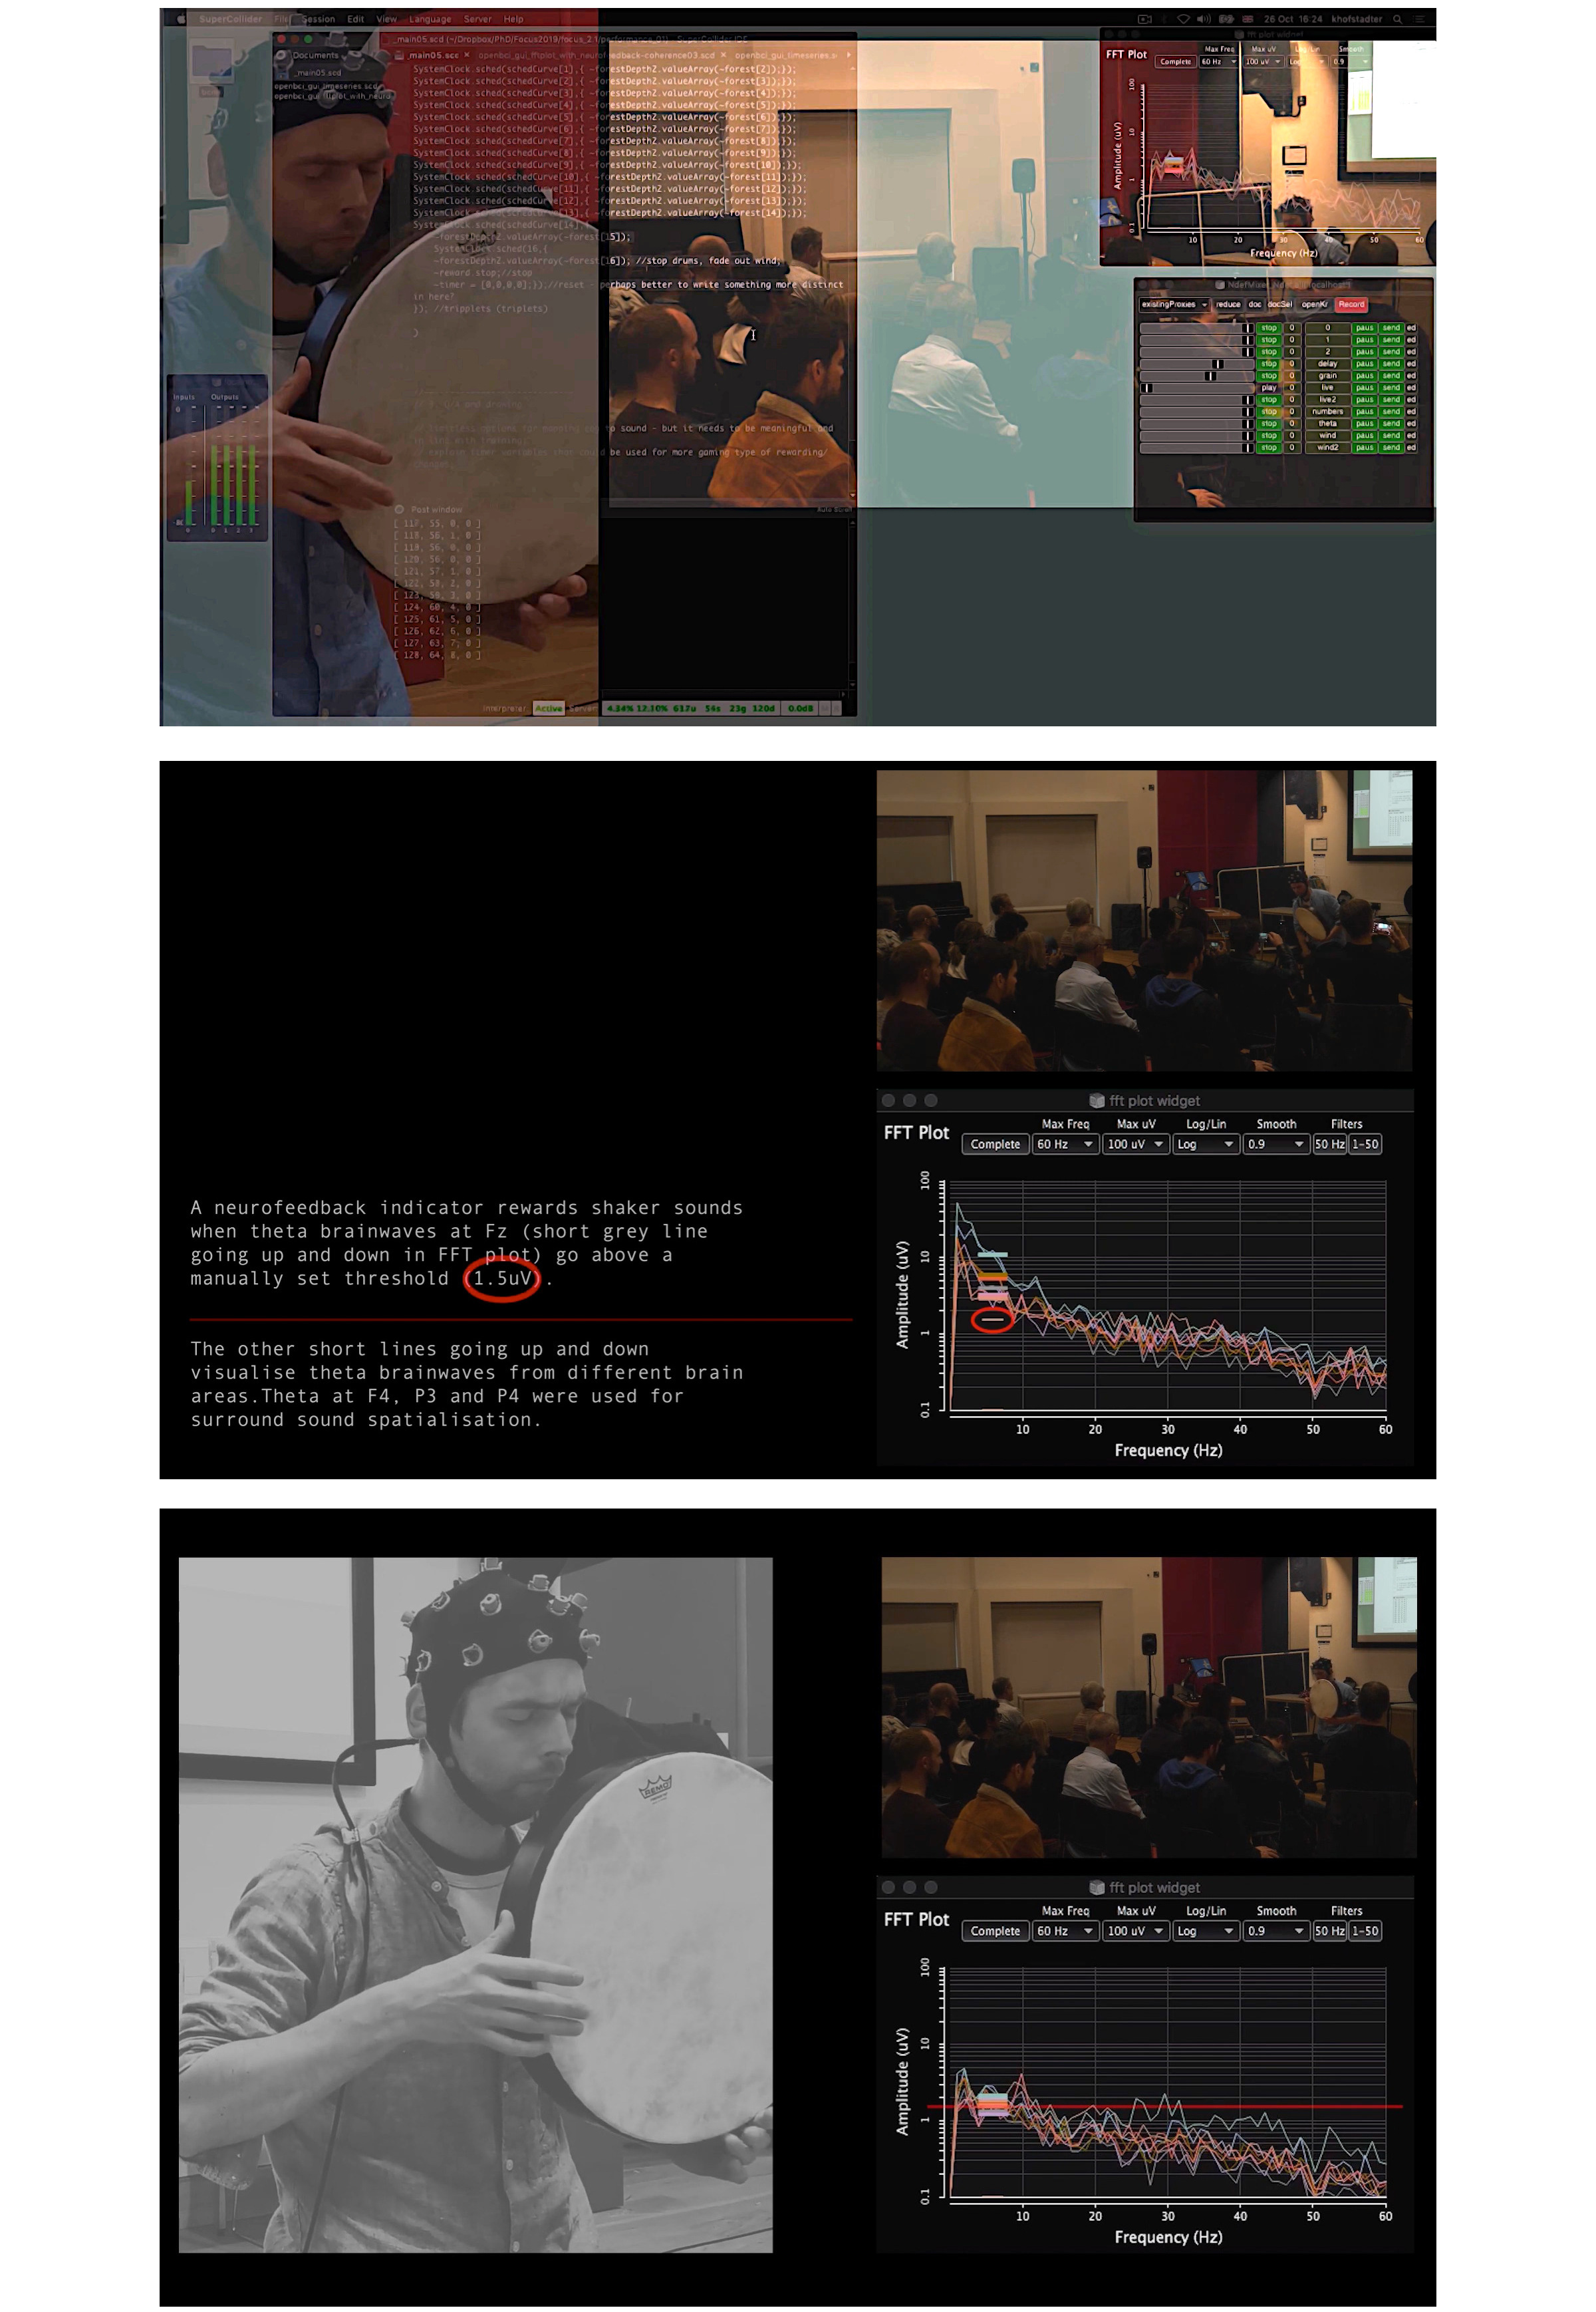 SuperCollider File Session Edit View Language Server Help
26 Oct 16:24 khofstadter
_main05.scd (~/Dropbox/PhD/Focus2019/focus_2.1/performance_01) - SuperCollider IDE
Documents
_main05.scd
openbci_gui_timeseries.scd
SystemClock.sched(schedCurve[1],{ ~forestDepth2.valueArray(~forest[2]);});
SystemClock.sched(schedCurve[2],{ ~forestDepth2.valueArray(~forest[3]);});
SystemClock.sched(schedCurve[3],{ ~forestDepth2.valueArray(~forest[4]);});
SystemClock.sched(schedCurve[4],{ ~forestDepth2.valueArray(~forest[5]);});
SystemClock.sched(schedCurve[5],{ ~forestDepth2.valueArray(~forest[6]);});
SystemClock.sched(schedCurve[6],{ ~forestDepth2.valueArray(~forest[7]);});
SystemClock.sched(schedCurve[7],{ ~forestDepth2.valueArray(~forest[8]);});
SystemClock.sched(schedCurve[8],{ ~forestDepth2.valueArray(~forest[9]);});
SystemClock.sched(schedCurve[9],{ ~forestDepth2.valueArray(~forest[10]);});
SystemClock.sched(schedCurve[10],{ ~forestDepth2.valueArray(~forest[11]);});
SystemClock.sched(schedCurve[11],{ ~forestDepth2.valueArray(~forest[12]);});
SystemClock.sched(schedCurve[12],{ ~forestDepth2.valueArray(~forest[13]);});
SystemClock.sched(schedCurve[13],{ ~forestDepth2.valueArray(~forest[14]);});
SystemClock.sched(schedCurve[14],{
~forestDepth2.valueArray(~forest[15]);
SystemClock.sched(16,{
~forestDepth2.valueArray(~forest[16]); //stop drums, fade out wind,
~reward.stop;//stop
~timer = [0,0,0,0];});//reset - perhaps better to write something more distinct
in here?
}); //tripplets (triplets)
)
to sound - but it needs to be meaningful and
be used for more gaming type of rewarding/
Inputs Outputs
Post window
[ 118, 56, 1, 0 ]
[ 119, 56, 0, 0 ]
[ 120, 56, 0, 0 ]
[ 121, 57, 1, 0 ]
[ 122, 58, 2, 0 ]
[ 123, 59, 3, 0 ]
[ 124, 60, 4, 0 ]
[ 125, 61, 5, 0 ]
[ 126, 62, 6, 0 ]
[ 127, 63, 7, 0 ]
[ 128, 64, 8, 0 ]
Auto Scroll
Interpreter: Active Server: 4.34% 12.10% 617u 54s 23g 120d 0.0dB
fft plot widget
FFT Plot
Max Freq Max uV Log/Lin Smooth
Complete 60 Hz 100 uV Log 0.9
Amplitude (uV)
100
10
1
0.1
10 20 30 40 50 60
Frequency (Hz)
existingProxies reduce doc docSel openKr Record
stop 0 0 paus send ed
stop 0 1 paus send ed
stop 0 2 paus send ed
stop 0 delay paus send ed
stop 0 grain paus send ed
play 0 live paus send ed
stop 0 live2 paus send ed
stop 0 numbers paus send ed
stop 0 theta paus send ed
stop 0 wind paus send ed
stop 0 wind2 paus send ed
A neurofeedback indicator rewards shaker sounds
when theta brainwaves at Fz (short grey line
going up and down in FFT plot) go above a
manually set threshold (1.5uV).
The other short lines going up and down
visualise theta brainwaves from different brain
areas.Theta at F4, P3 and P4 were used for
surround sound spatialisation.
fft plot widget
FFT Plot
Max Freq Max uV Log/Lin Smooth Filters
Complete 60 Hz 100 uV Log 0.9 50 Hz 1-50
Amplitude (uV)
100
10
1
0.1
10 20 30 40 50 60
Frequency (Hz)
REMO
fft plot widget
FFT Plot
Max Freq Max uV Log/Lin Smooth Filters
Complete 60 Hz 100 uV Log 0.9 50 Hz 1-50
Amplitude (uV)
100
10
1
0.1
10 20 30 40 50 60
Frequency (Hz)